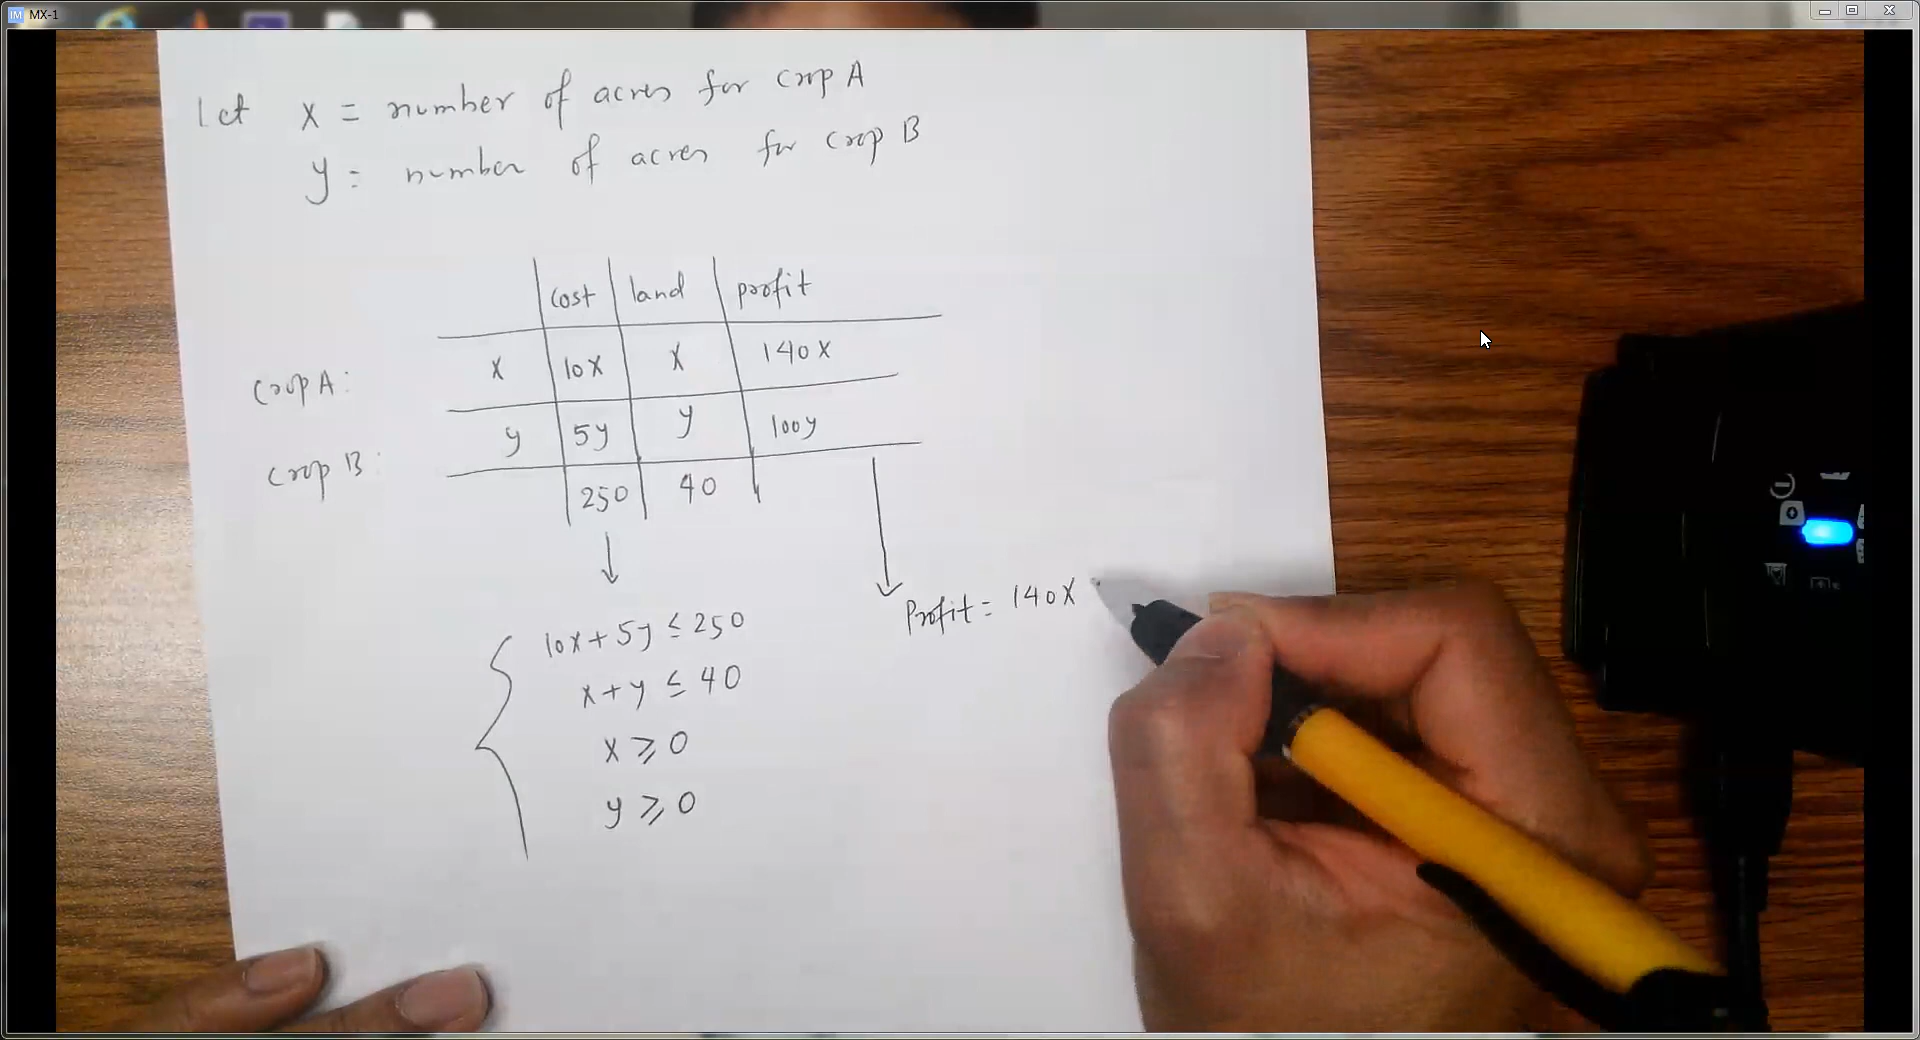 MX-1
Let x = number of acres for crop A
y = number of acres for crop B
cost land profit
Crop A: x 10x x 140x
Crop B: y 5y y 100y
250 40
10x + 5y ≤ 250
x + y ≤ 40
x ≥ 0
y ≥ 0
Profit = 140x